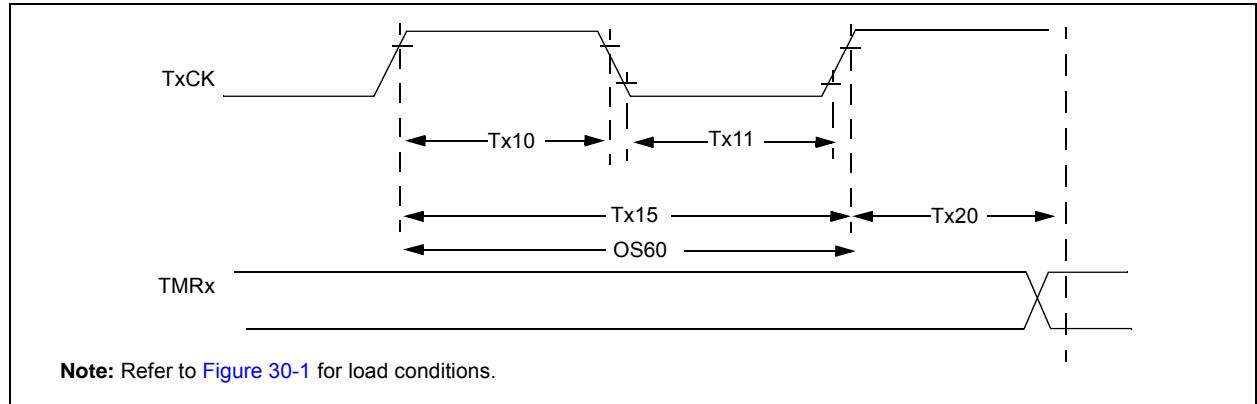 TxCK
Tx10
Tx11
Tx15
Tx20
OS60
TMRx
Note: Refer to Figure 30-1 for load conditions.